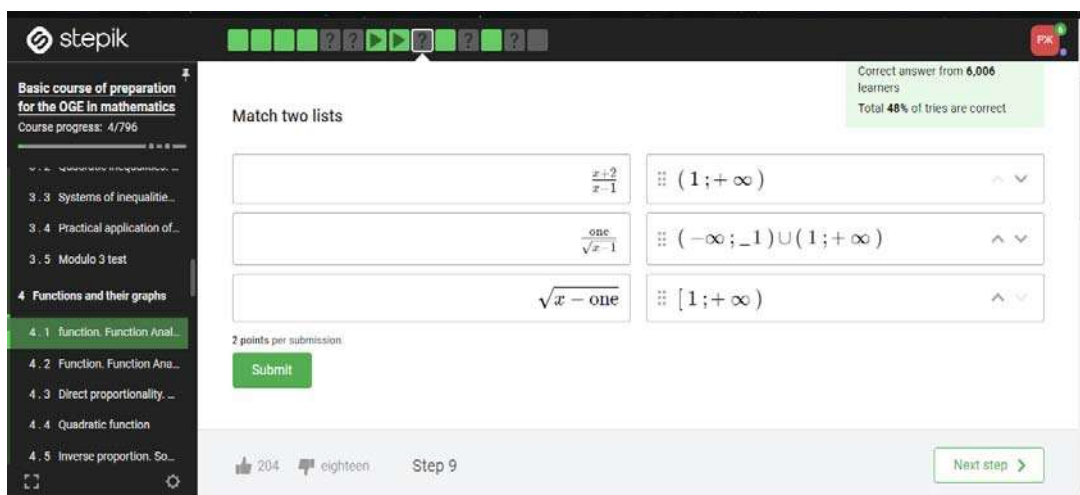 stepik
? ? ? ? ?
РЖ 6
Basic course of preparation
for the OGE in mathematics
Course progress: 4/796
3.3 Systems of inequalitie...
3.4 Practical application of...
3.5 Modulo 3 test
4 Functions and their graphs
4.1 function. Function Anal...
4.2 Function. Function Ana...
4.3 Direct proportionality. ...
4.4 Quadratic function
4.5 Inverse proportion. So...
Correct answer from 6,006
learners
Total 48% of tries are correct
Match two lists
x+2
x−1
(1;+∞)
one
√x−1
(−∞;_1)∪(1;+∞)
√x − one
[1;+∞)
2 points per submission.
Submit
204 eighteen Step 9 Next step